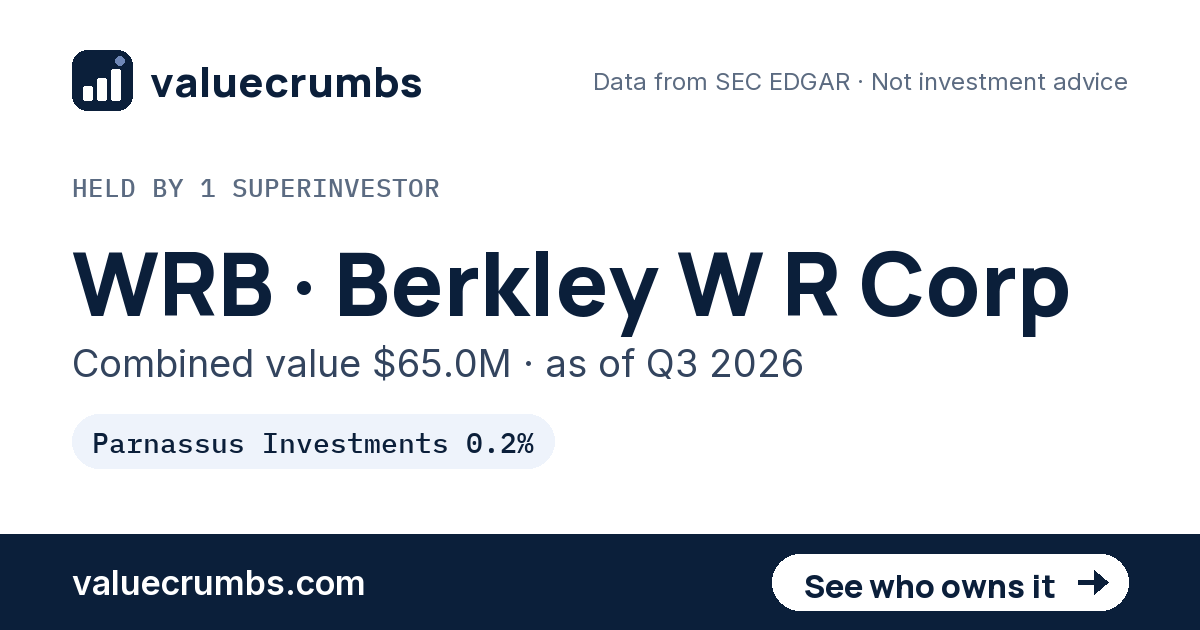 valuecrumbs
Data from SEC EDGAR · Not investment advice
HELD BY 1 SUPERINVESTOR
WRB · Berkley W R Corp
Combined value $65.0M · as of Q3 2026
Parnassus Investments 0.2%
valuecrumbs.com
See who owns it →